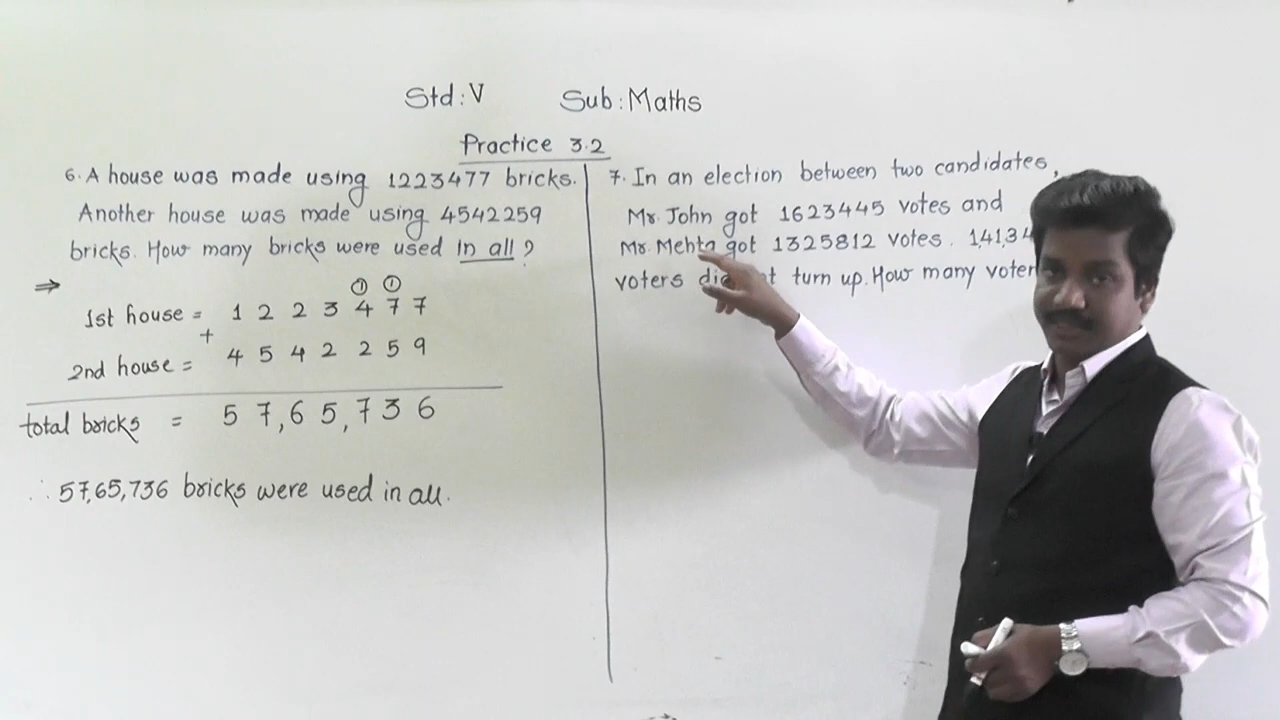 Std: V Sub: Maths
Practice 3.2
6. A house was made using 1223477 bricks.
Another house was made using 4542259
bricks. How many bricks were used in all?
⇒
① ①
1st house = 1 2 2 3 4 7 7
+
2nd house = 4 5 4 2 2 5 9
total bricks = 5 7,6 5,7 3 6
∴ 57,65,736 bricks were used in all.
7. In an election between two candidates,
Mr. John got 1623445 votes and
Mr. Mehta got 1325812 votes.
voters turn up. How many